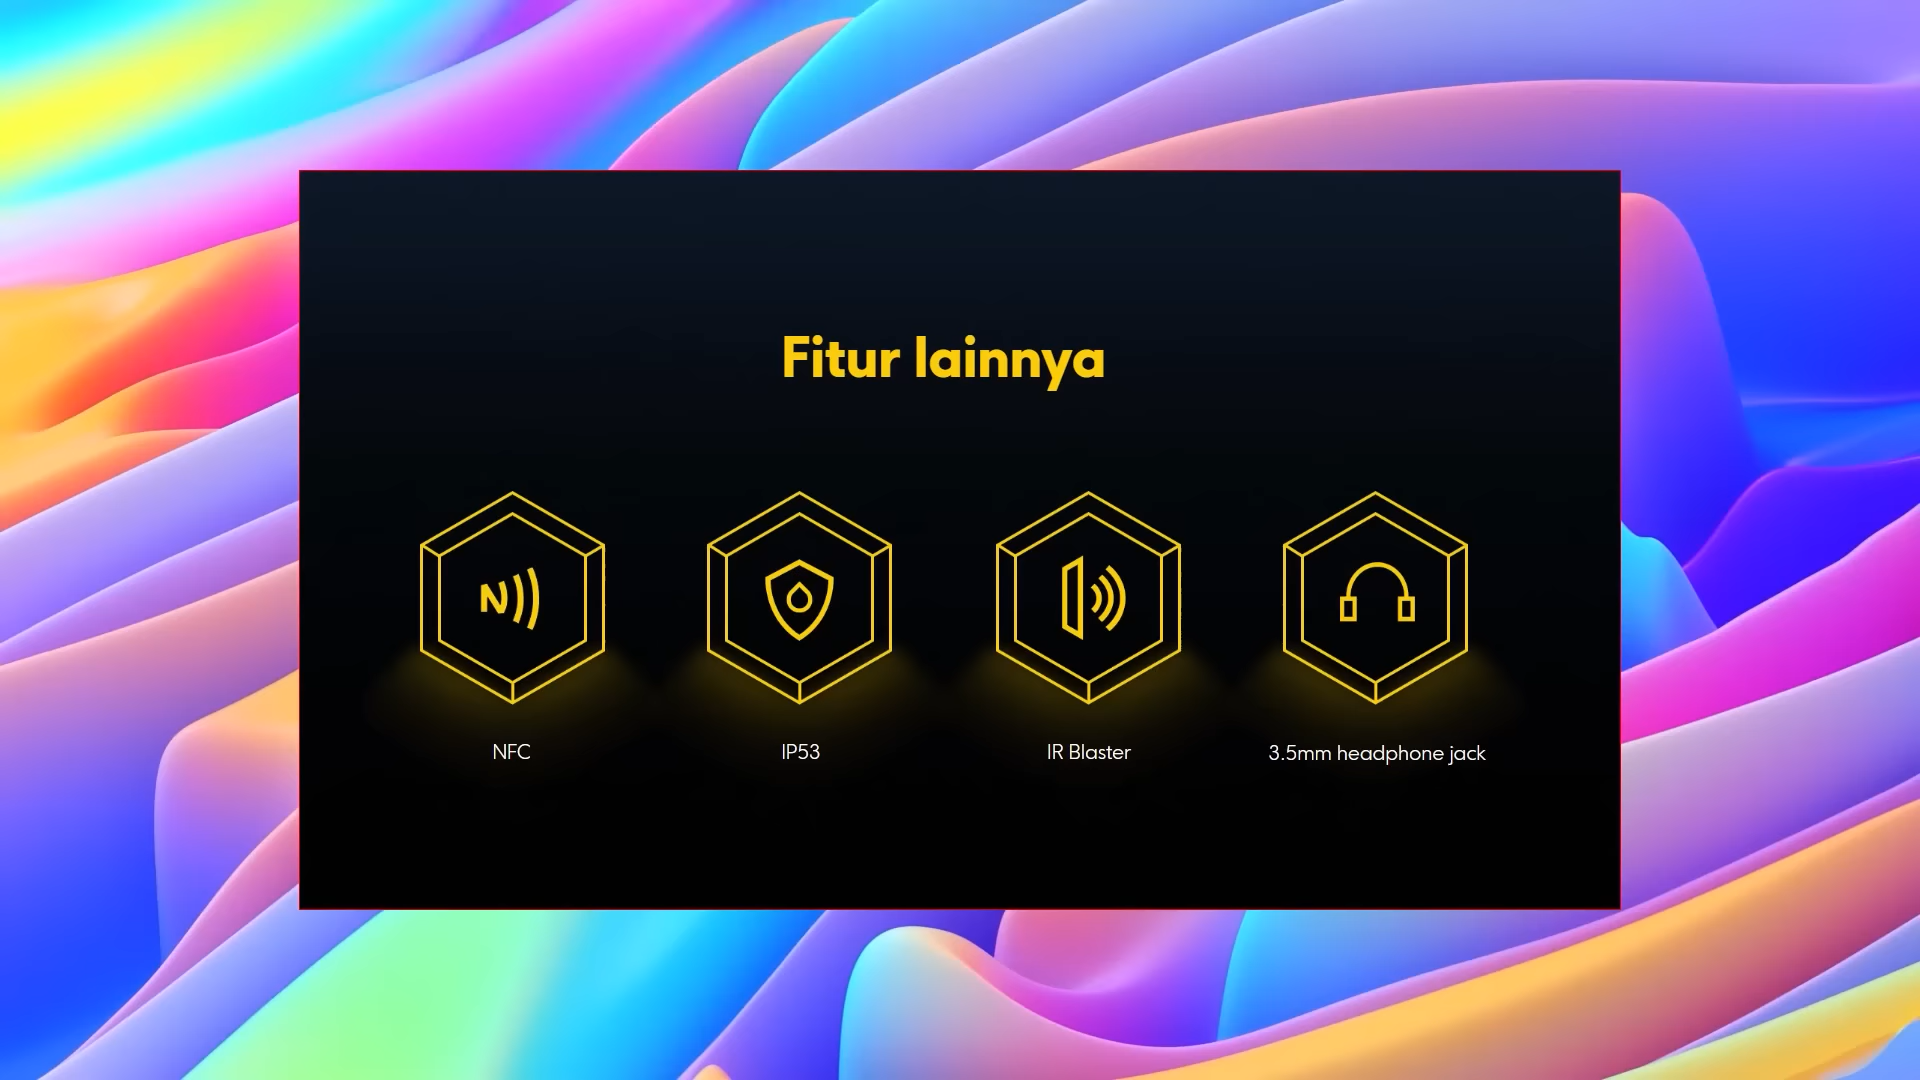 Fitur lainnya
NFC
IP53
IR Blaster
3.5mm headphone jack